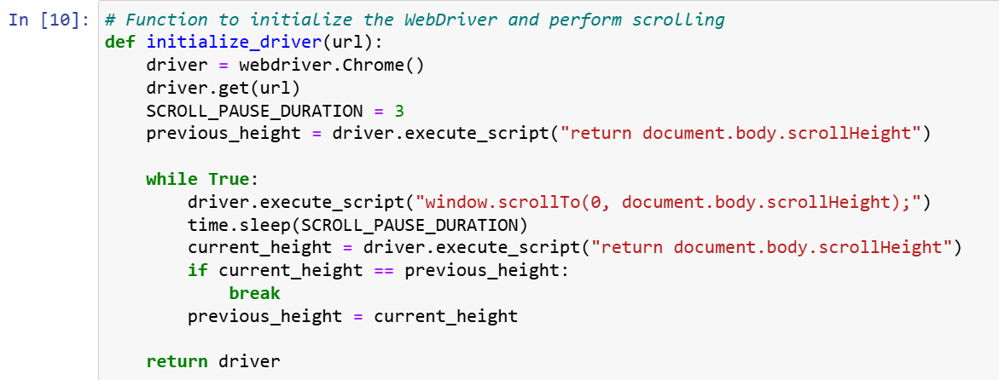 In [10]: # Function to initialize the WebDriver and perform scrolling
def initialize_driver(url):
    driver = webdriver.Chrome()
    driver.get(url)
    SCROLL_PAUSE_DURATION = 3
    previous_height = driver.execute_script("return document.body.scrollHeight")

    while True:
        driver.execute_script("window.scrollTo(0, document.body.scrollHeight);")
        time.sleep(SCROLL_PAUSE_DURATION)
        current_height = driver.execute_script("return document.body.scrollHeight")
        if current_height == previous_height:
            break
        previous_height = current_height

    return driver